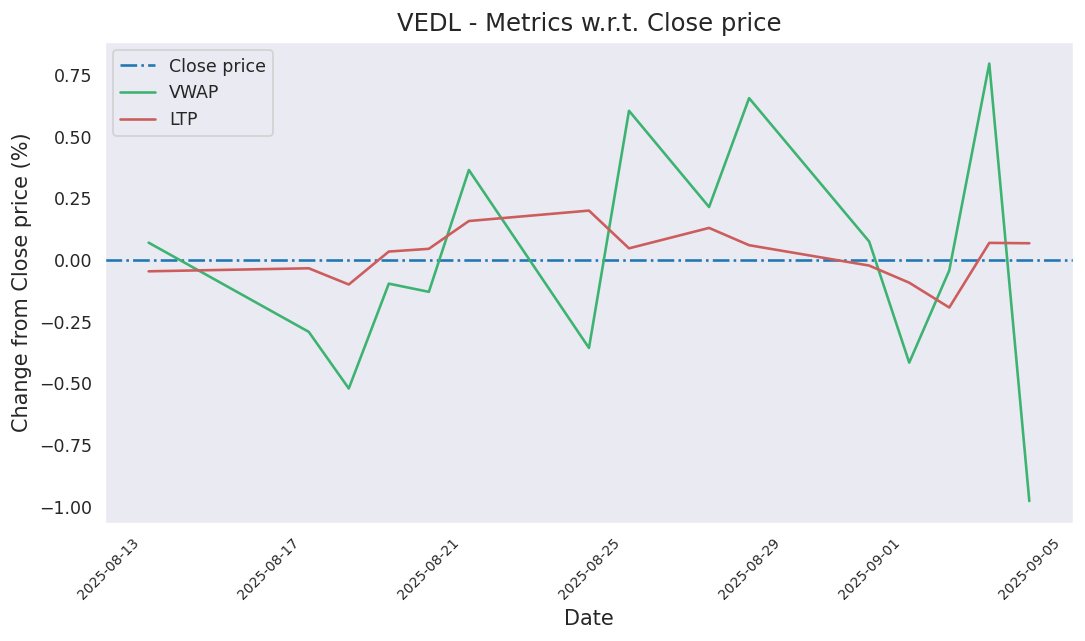 VEDL - Metrics w.r.t. Close price
Close price
VWAP
LTP
Change from Close price (%)
0.75
0.50
0.25
0.00
−0.25
−0.50
−0.75
−1.00
2025-08-13
2025-08-17
2025-08-21
2025-08-25
2025-08-29
2025-09-01
2025-09-05
Date